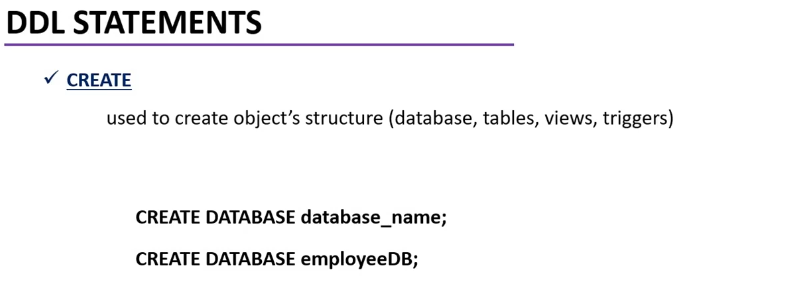 DDL STATEMENTS
CREATE
used to create object’s structure (database, tables, views, triggers)
CREATE DATABASE database_name;
CREATE DATABASE employeeDB;